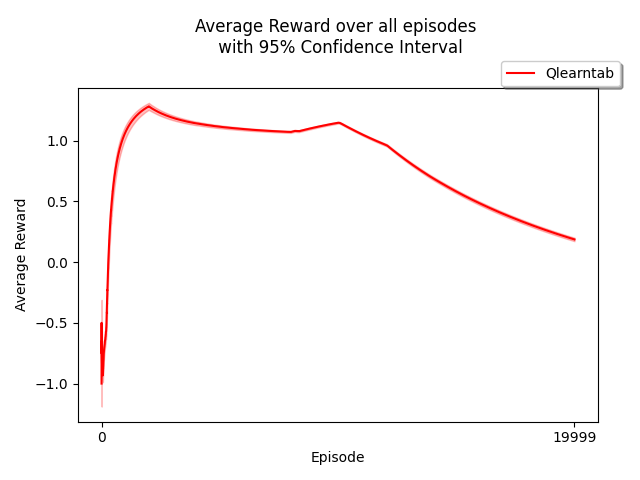 Average Reward over all episodes
with 95% Confidence Interval
Qlearntab
1.0
0.5
0.0
−0.5
−1.0
Average Reward
0
19999
Episode